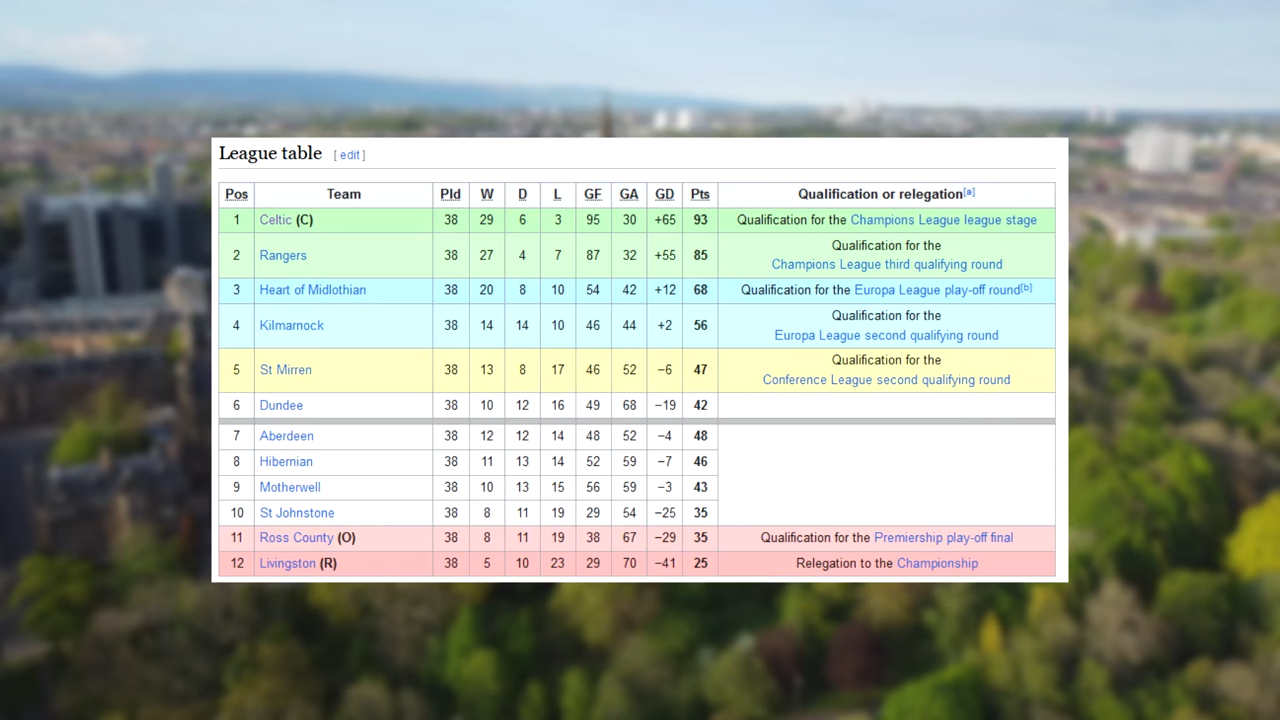 League table [ edit ]
Pos Team Pld W D L GF GA GD Pts Qualification or relegation[a]
1 Celtic (C) 38 29 6 3 95 30 +65 93 Qualification for the Champions League league stage
2 Rangers 38 27 4 7 87 32 +55 85 Qualification for the
Champions League third qualifying round
3 Heart of Midlothian 38 20 8 10 54 42 +12 68 Qualification for the Europa League play-off round[b]
4 Kilmarnock 38 14 14 10 46 44 +2 56 Qualification for the
Europa League second qualifying round
5 St Mirren 38 13 8 17 46 52 −6 47 Qualification for the
Conference League second qualifying round
6 Dundee 38 10 12 16 49 68 −19 42
7 Aberdeen 38 12 12 14 48 52 −4 48
8 Hibernian 38 11 13 14 52 59 −7 46
9 Motherwell 38 10 13 15 56 59 −3 43
10 St Johnstone 38 8 11 19 29 54 −25 35
11 Ross County (O) 38 8 11 19 38 67 −29 35 Qualification for the Premiership play-off final
12 Livingston (R) 38 5 10 23 29 70 −41 25 Relegation to the Championship